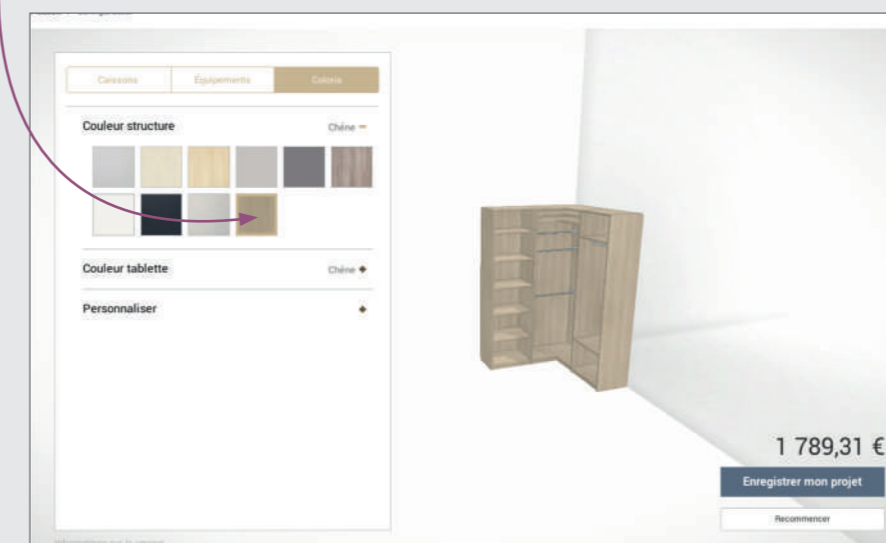 Caissons
Équipements
Coloris
Couleur structure
Chêne
Couleur tablette
Chêne
Personnaliser
1 789,31 €
Enregistrer mon projet
Recommencer